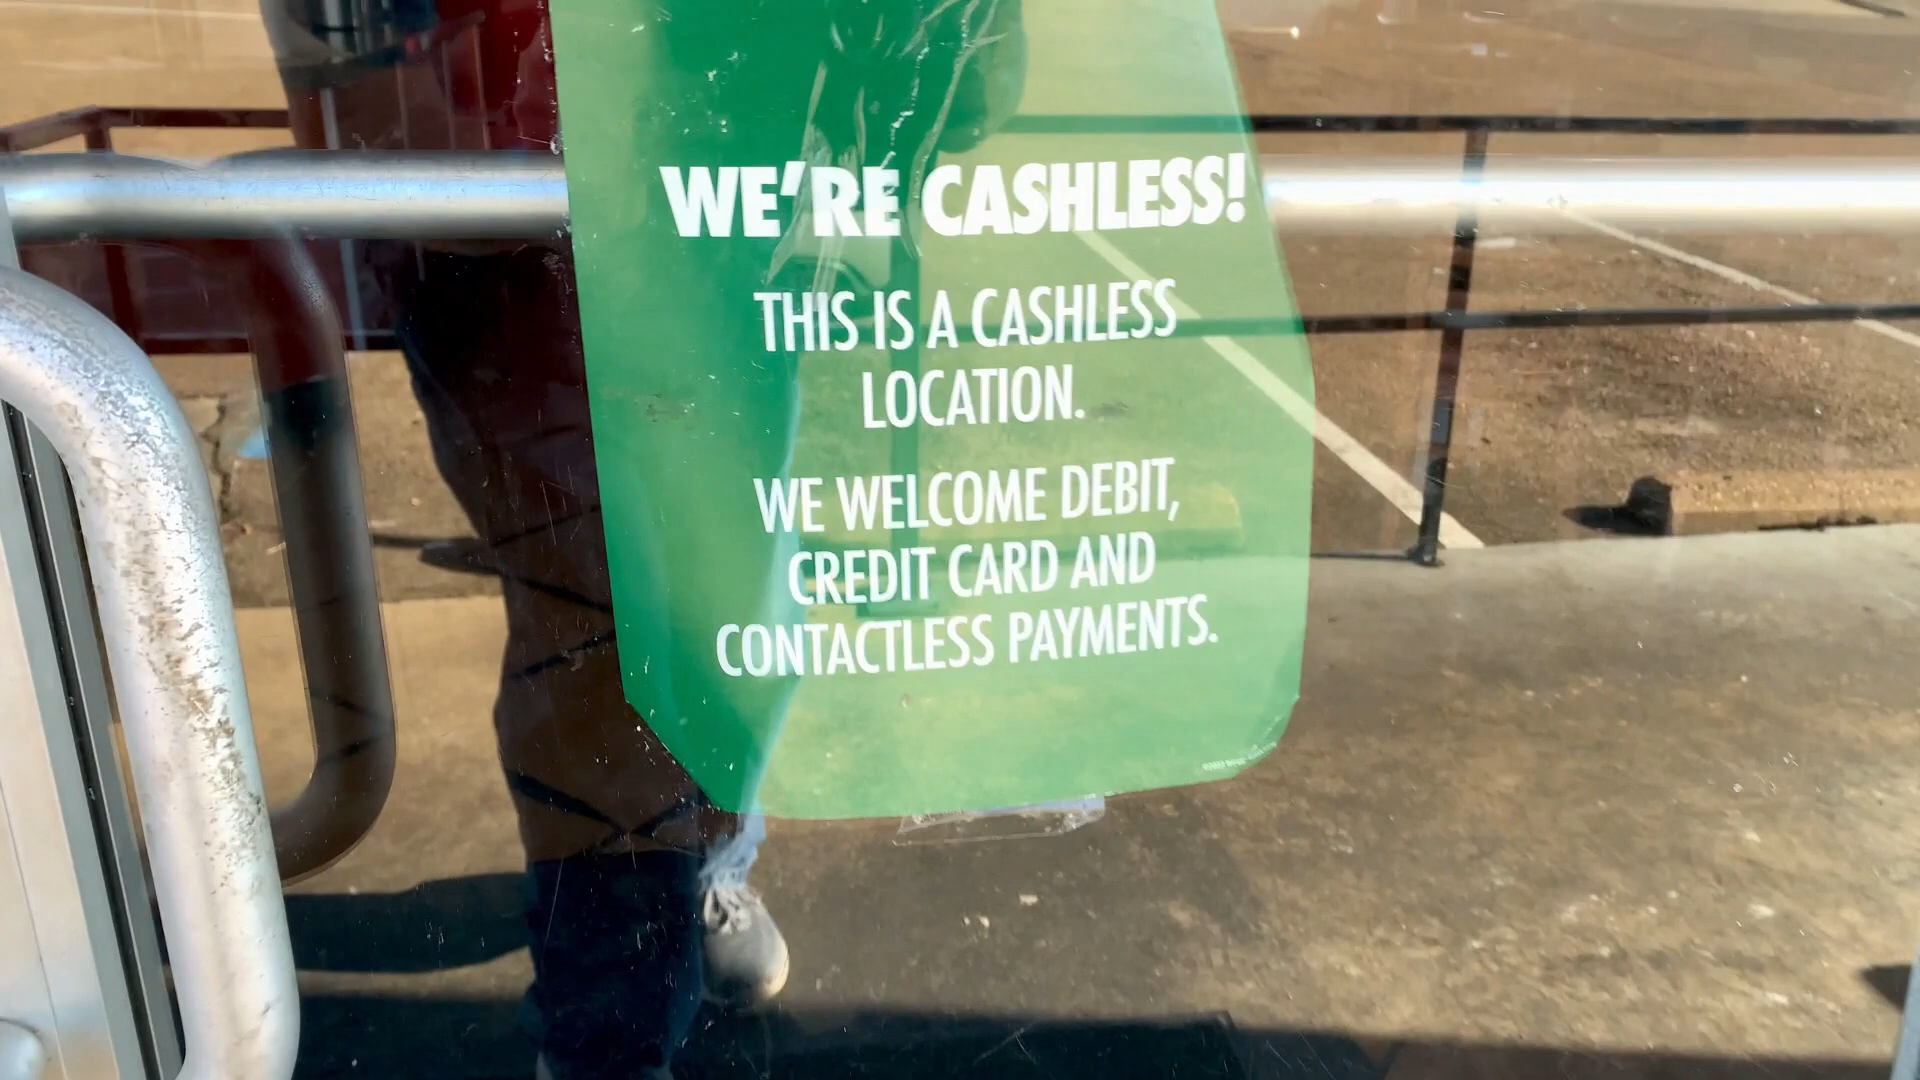 WE'RE CASHLESS!
THIS IS A CASHLESS
LOCATION.
WE WELCOME DEBIT,
CREDIT CARD AND
CONTACTLESS PAYMENTS.